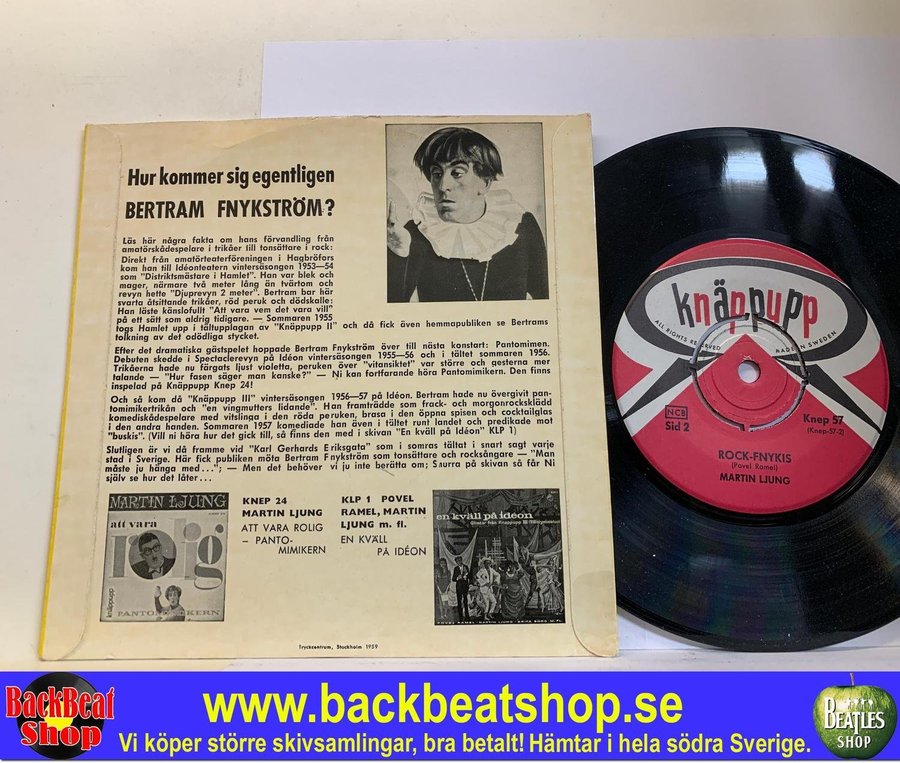 Hur kommer sig egentligen
BERTRAM FNYKSTRÖM?
Läs här några fakta om hans förvandling från
amatörskådespelare i trikåer till tonsättare i rock:
Direkt från amatörteaterföreningen i Hagbröfors
kom han till Idéonteatern vintersäsongen 1953—54
som "Distriktsmästare i Hamlet". Han var blek och
mager, närmare två meter lång än tvärtom och
revyn hette "Djuprevyn 2 meter". Bertram bar här
svarta åtsittande trikåer, röd peruk och dödskalle:
Han läste känslofullt "Att vara vem det vara vill"
på ett sätt som aldrig tidigare. — Sommaren 1955
togs Hamlet upp i tältupplagan av "Knäppupp II" och då fick även hemmapubliken se Bertrams
tolkning av det odödliga stycket.
Efter det dramatiska gästspelet hoppade Bertram Fnykström över till nästa konstart: Pantomimen.
Debuten skedde i Spectaclerevyn på Idéon vintersäsongen 1955—56 och i tältet sommaren 1956.
Trikåerna hade nu färgats ljust violetta, peruken över "vitansiktet" var större och gesterna mer
talande — "Hur fasen säger man kanske?" — Ni kan fortfarande höra Pantomimikern. Den finns
inspelad på Knäppupp Knep 24!
Och så kom då "Knäppupp III" vintersäsongen 1956—57 på Idéon. Bertram hade nu övergivit pan-
tomimikertrikån och "en vingmutters lidande". Han framträdde som frack- och morgonrocksklädd
komediskådespelare med vitslinga i den röda peruken, brasa i den öppna spisen och cocktailglas
i den andra handen. Sommaren 1957 komediade han även i tältet runt landet och predikade mot
"buskis". (Vill ni höra hur det gick till, så finns den med i skivan "En kväll på Idéon" KLP 1)
Slutligen är vi då framme vid "Karl Gerhards Eriksgata" som i somras tältat i snart sagt varje
stad i Sverige. Här fick publiken möta Bertram Fnykström som tonsättare och rocksångare — "Man
måste ju hänga med . . ."; — Men det behöver vi ju inte berätta om; Snurra på skivan så får Ni
själv se hur det låter . . .
MARTIN LJUNG
att vara
rolig
knäppupp
PANTOMIMIKERN
KNEP 24
MARTIN LJUNG
ATT VARA ROLIG
– PANTO-
MIMIKERN
KLP 1 POVEL
RAMEL, MARTIN
LJUNG m. fl.
EN KVÄLL
PÅ IDÉON
en kväll på idéon
POVEL RAMEL · MARTIN LJUNG
Tryckcentrum, Stockholm 1959
knäppupp
ALL RIGHTS RESERVED
MADE IN SWEDEN
NCB
Sid 2
Knep 57
(Knep-57-2)
ROCK-FNYKIS
(Povel Ramel)
MARTIN LJUNG
BackBeat
Shop
www.backbeatshop.se
Vi köper större skivsamlingar, bra betalt! Hämtar i hela södra Sverige.
BEATLES
SHOP